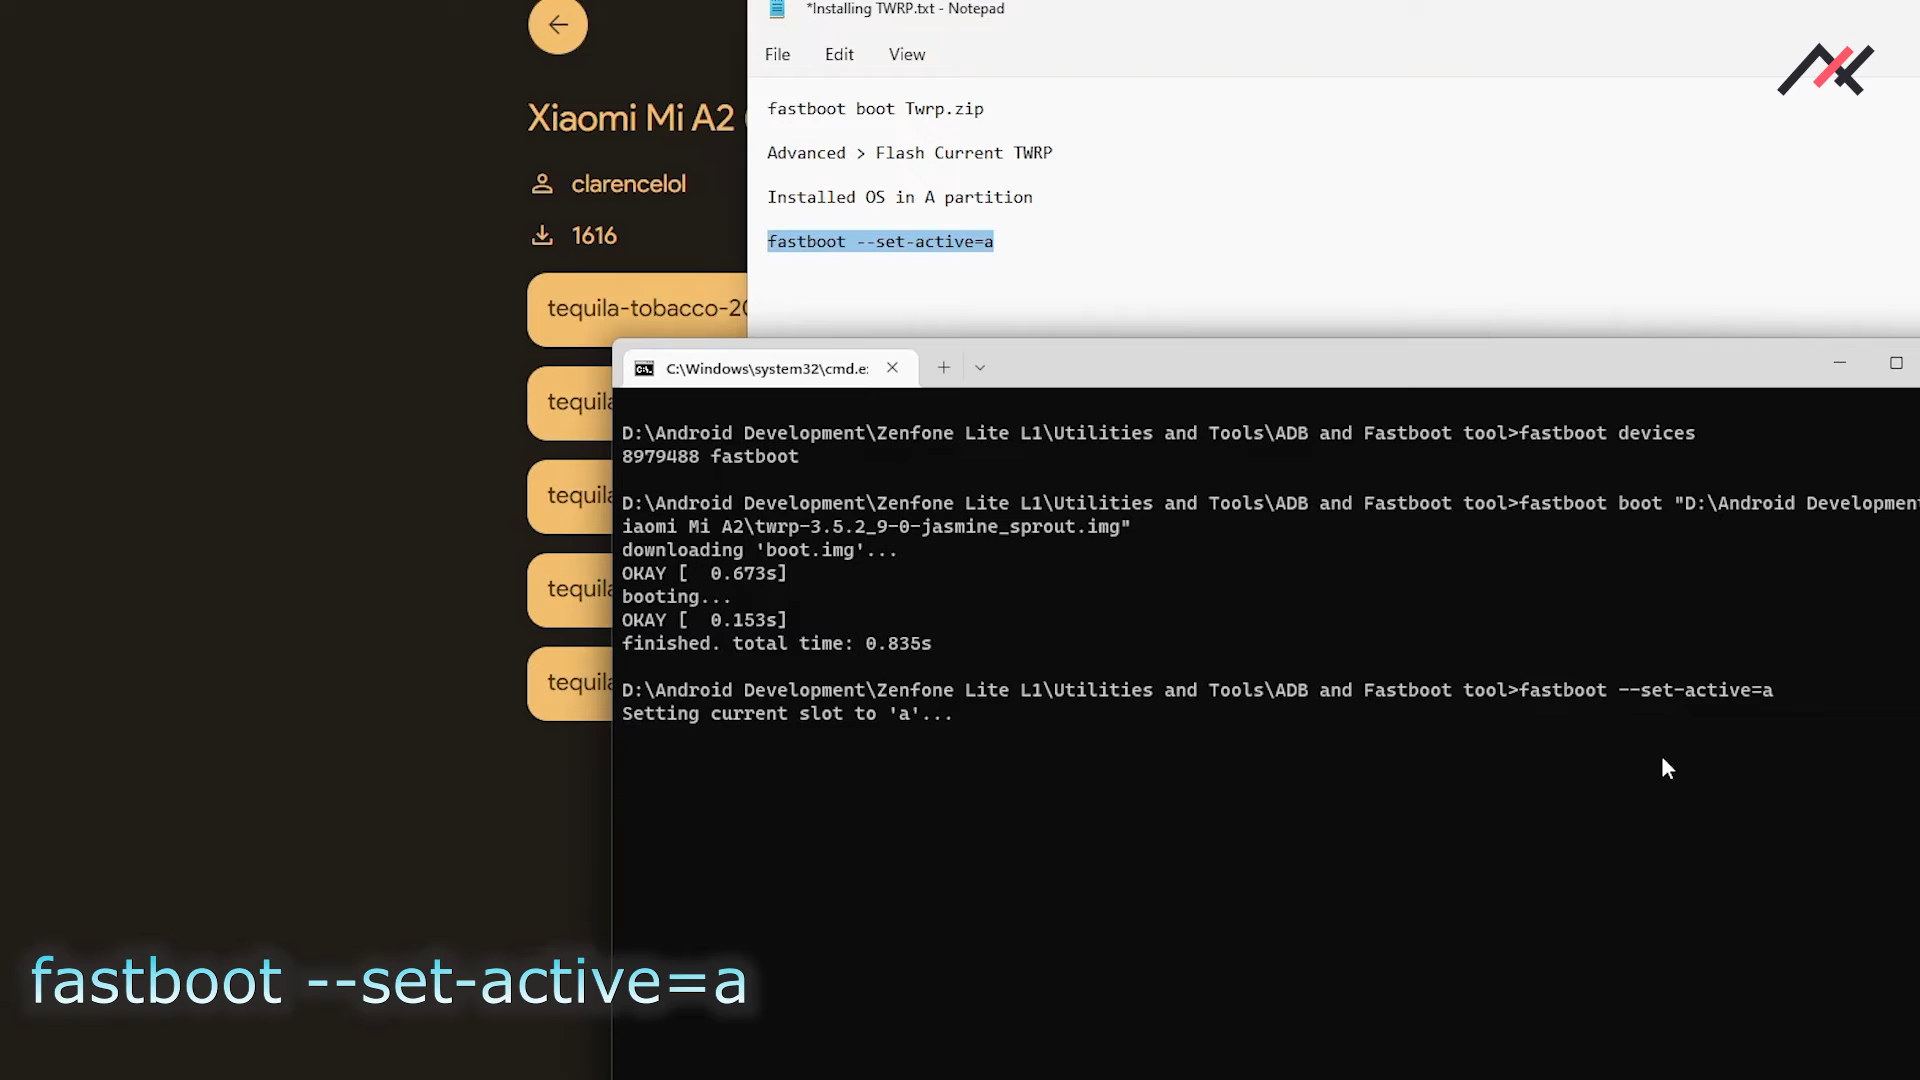 *Installing TWRP.txt - Notepad
File Edit View
fastboot boot Twrp.zip
Advanced > Flash Current TWRP
Installed OS in A partition
fastboot --set-active=a
Xiaomi Mi A2
clarencelol
1616
tequila-tobacco-20
tequila
tequila
tequila
tequila
C:\Windows\system32\cmd.e
D:\Android Development\Zenfone Lite L1\Utilities and Tools\ADB and Fastboot tool>fastboot devices
8979488 fastboot
D:\Android Development\Zenfone Lite L1\Utilities and Tools\ADB and Fastboot tool>fastboot boot "D:\Android Development
iaomi Mi A2\twrp-3.5.2_9-0-jasmine_sprout.img"
downloading 'boot.img'...
OKAY [  0.673s]
booting...
OKAY [  0.153s]
finished. total time: 0.835s
D:\Android Development\Zenfone Lite L1\Utilities and Tools\ADB and Fastboot tool>fastboot --set-active=a
Setting current slot to 'a'...
fastboot --set-active=a